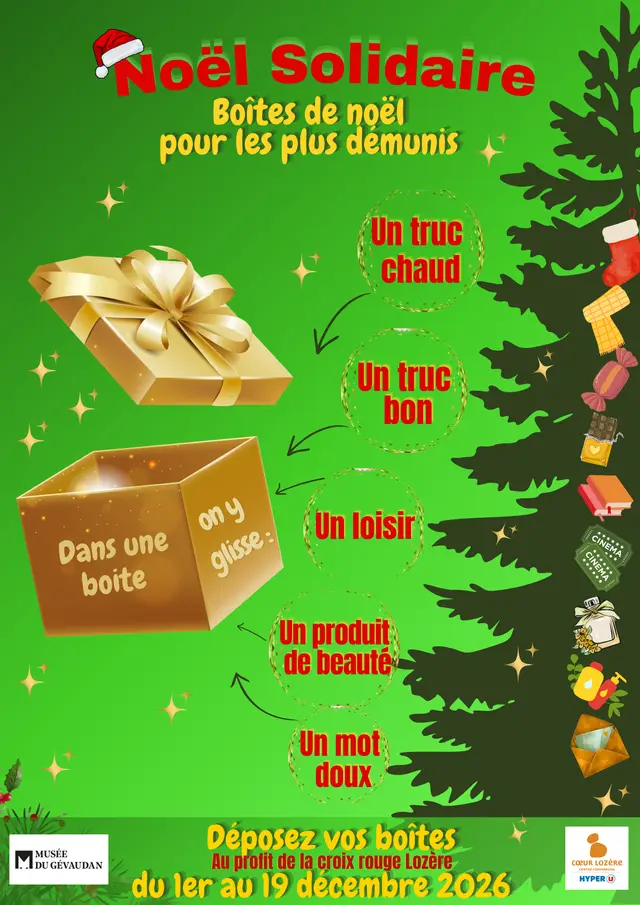 Noël Solidaire
Boîtes de noël
pour les plus démunis
Un truc
chaud
Un truc
bon
Un loisir
Dans une
boite
on y
glisse :
Un produit
de beauté
Un mot
doux
CINEMA
CINEMA
Déposez vos boîtes
Au profit de la croix rouge Lozère
du 1er au 19 décembre 2026
M MUSÉE
DU GÉVAUDAN
CŒUR LOZÈRE
CENTRE COMMERCIAL
HYPER U